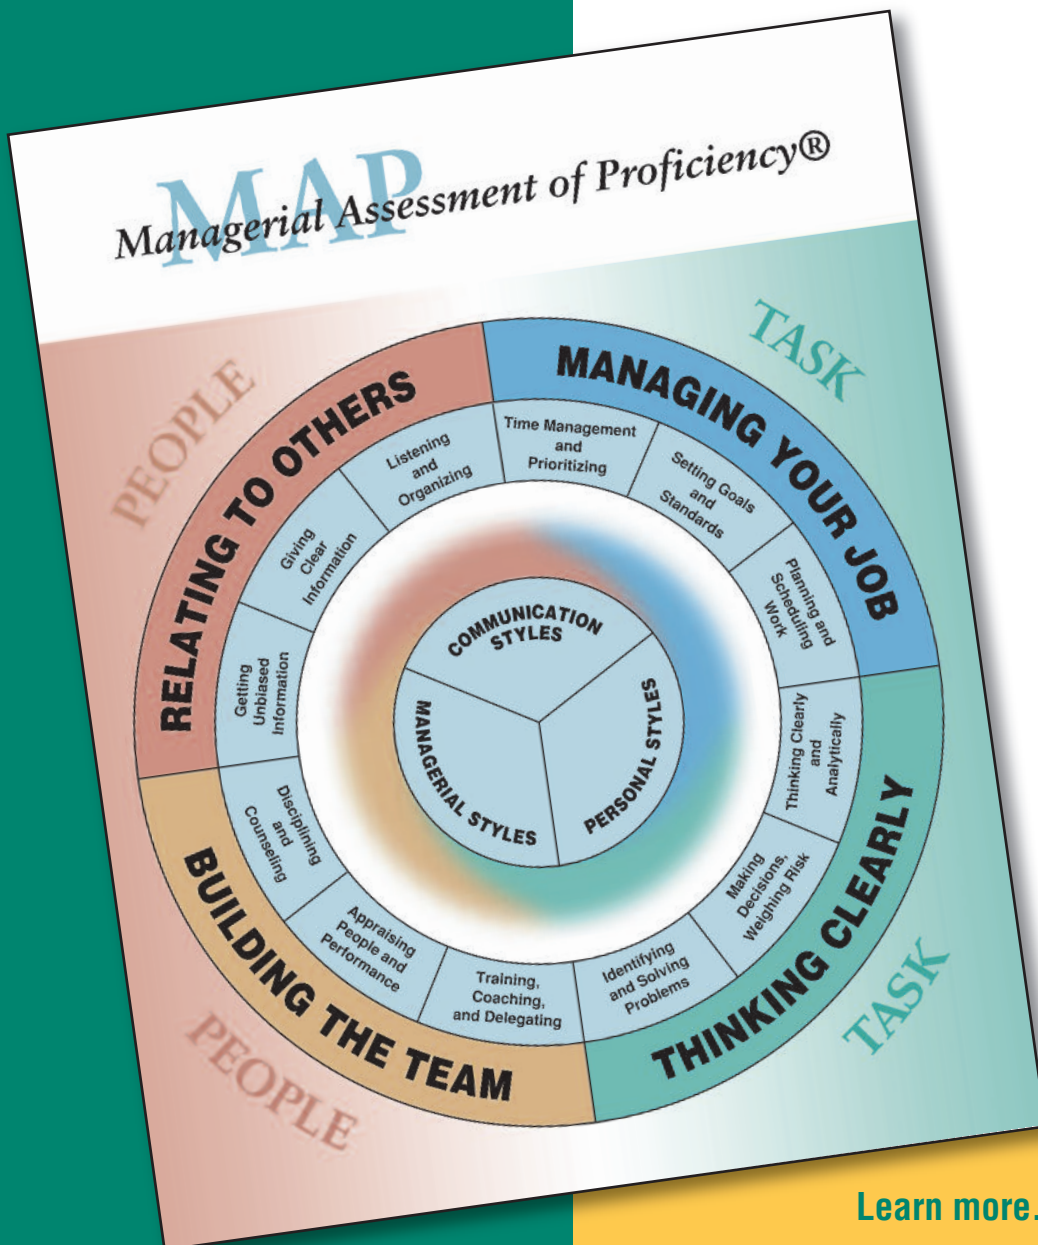 MAP
Managerial Assessment of Proficiency®
PEOPLE
TASK
RELATING TO OTHERS
MANAGING YOUR JOB
Listening
and
Organizing
Time Management
and
Prioritizing
Setting Goals
and
Standards
Giving
Clear
Information
Planning and
Scheduling
Work
Getting
Unbiased
Information
COMMUNICATION
STYLES
MANAGERIAL STYLES
PERSONAL STYLES
Thinking Clearly
and
Analytically
Disciplining
and
Counseling
Making
Decisions,
Weighing Risk
Appraising
People and
Performance
Training,
Coaching,
and Delegating
Identifying
and Solving
Problems
BUILDING THE TEAM
THINKING CLEARLY
PEOPLE
TASK
Learn more.